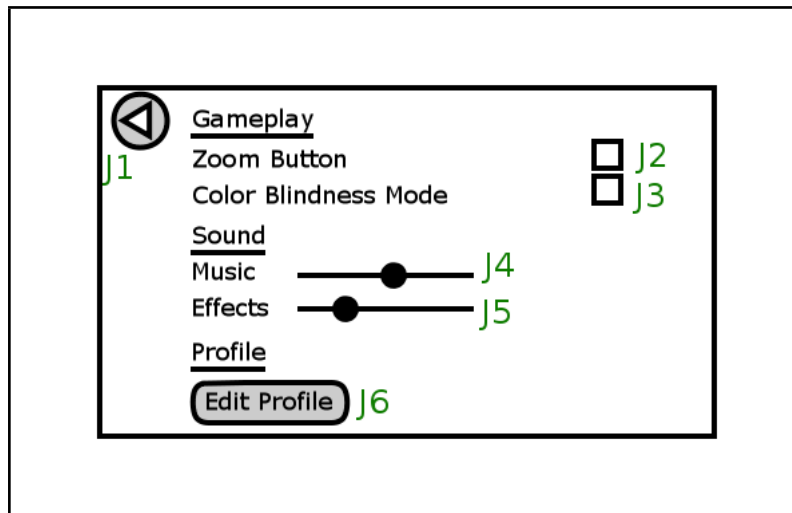 Gameplay
J1
Zoom Button J2
Color Blindness Mode J3
Sound
Music J4
Effects J5
Profile
Edit Profile J6